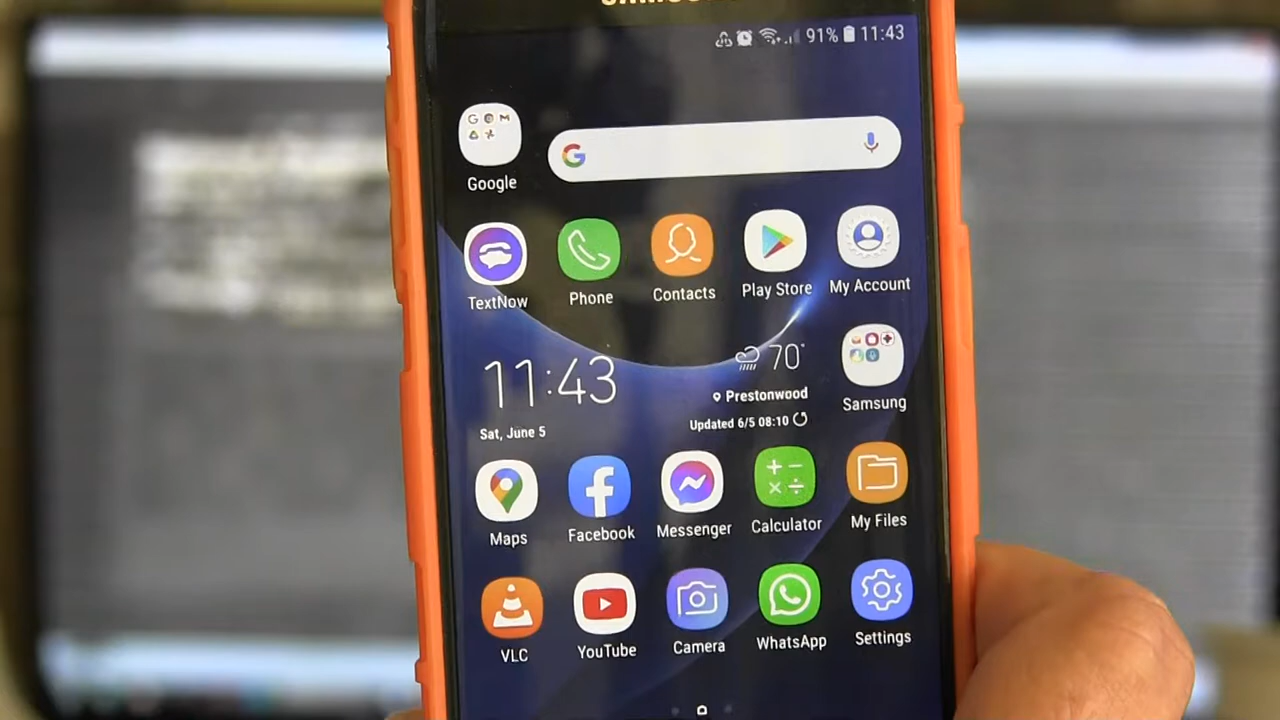 SAMSUNG
91% 11:43
Google
TextNow Phone Contacts Play Store My Account
11:43
70°
Prestonwood
Sat, June 5
Updated 6/5 08:10
Samsung
Maps Facebook Messenger Calculator My Files
VLC YouTube Camera WhatsApp Settings